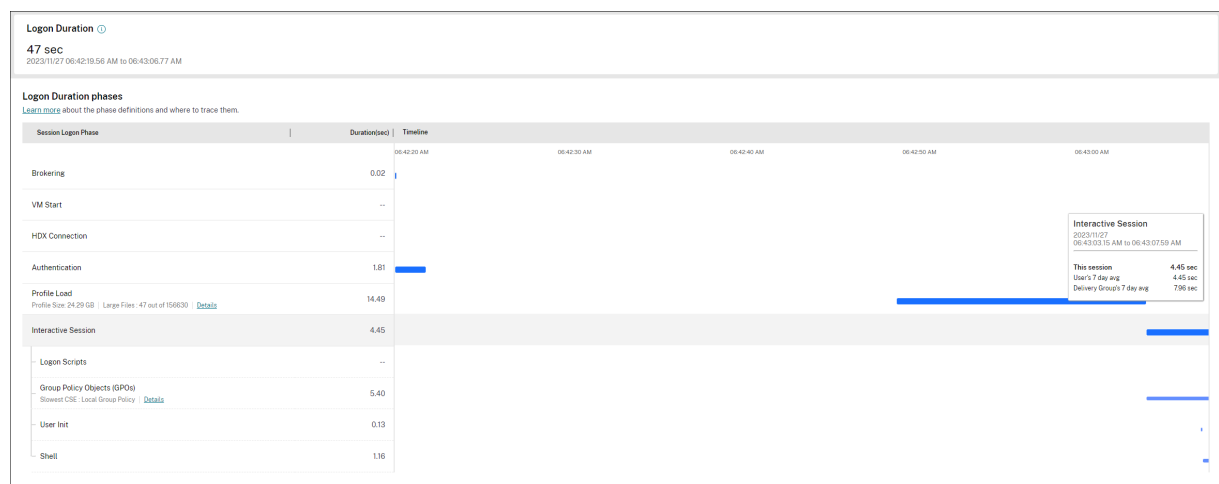 Logon Duration
47 sec
2023/11/27 06:42:19.56 AM to 06:43:06.77 AM
Logon Duration phases
Learn more about the phase definitions and where to trace them.
Session Logon Phase | Duration(sec) | Timeline
06:42:20 AM 06:42:30 AM 06:42:40 AM 06:42:50 AM 06:43:00 AM
Brokering 0.02
VM Start --
HDX Connection --
Interactive Session
2023/11/27
06:43:03.15 AM to 06:43:07.59 AM
This session 4.45 sec
User's 7 day avg 4.45 sec
Delivery Group's 7 day avg 7.96 sec
Authentication 1.81
Profile Load 14.49
Profile Size: 24.29 GB | Large Files : 47 out of 156630 | Details
Interactive Session 4.45
Logon Scripts --
Group Policy Objects (GPOs) 5.40
Slowest CSE : Local Group Policy | Details
User Init 0.13
Shell 1.16